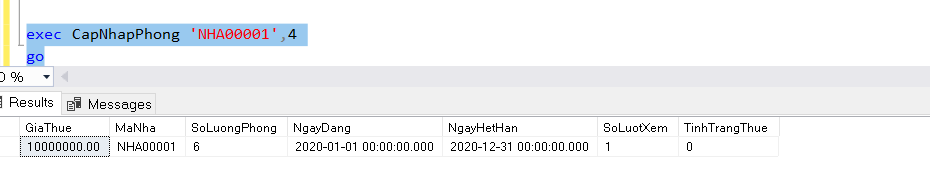 exec CapNhapPhong 'NHA00001',4
go
0 %
Results Messages
GiaThue MaNha SoLuongPhong NgayDang NgayHetHan SoLuotXem TinhTrangThue
10000000.00 NHA00001 6 2020-01-01 00:00:00.000 2020-12-31 00:00:00.000 1 0